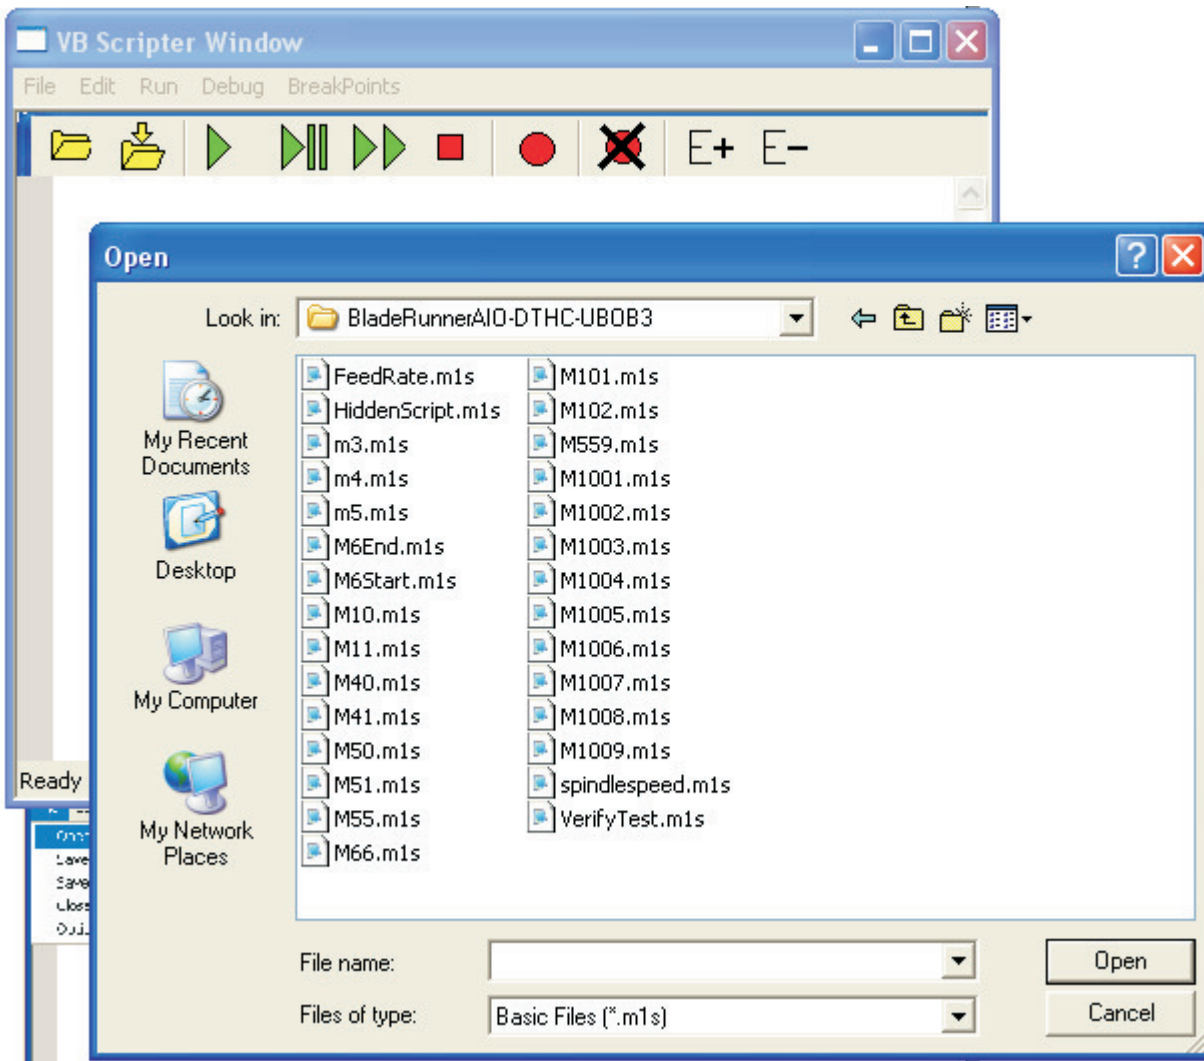 VB Scripter Window
File Edit Run Debug BreakPoints
E+ E−
Open
Look in: BladeRunnerAIO-DTHC-UBOB3
FeedRate.m1s
HiddenScript.m1s
m3.m1s
m4.m1s
m5.m1s
M6End.m1s
M6Start.m1s
M10.m1s
M11.m1s
M40.m1s
M41.m1s
M50.m1s
M51.m1s
M55.m1s
M66.m1s
M101.m1s
M102.m1s
M559.m1s
M1001.m1s
M1002.m1s
M1003.m1s
M1004.m1s
M1005.m1s
M1006.m1s
M1007.m1s
M1008.m1s
M1009.m1s
spindlespeed.m1s
VerifyTest.m1s
My Recent
Documents
Desktop
My Computer
My Network
Places
File name:
Open
Files of type: Basic Files (*.m1s)
Cancel
Ready
Save
Close